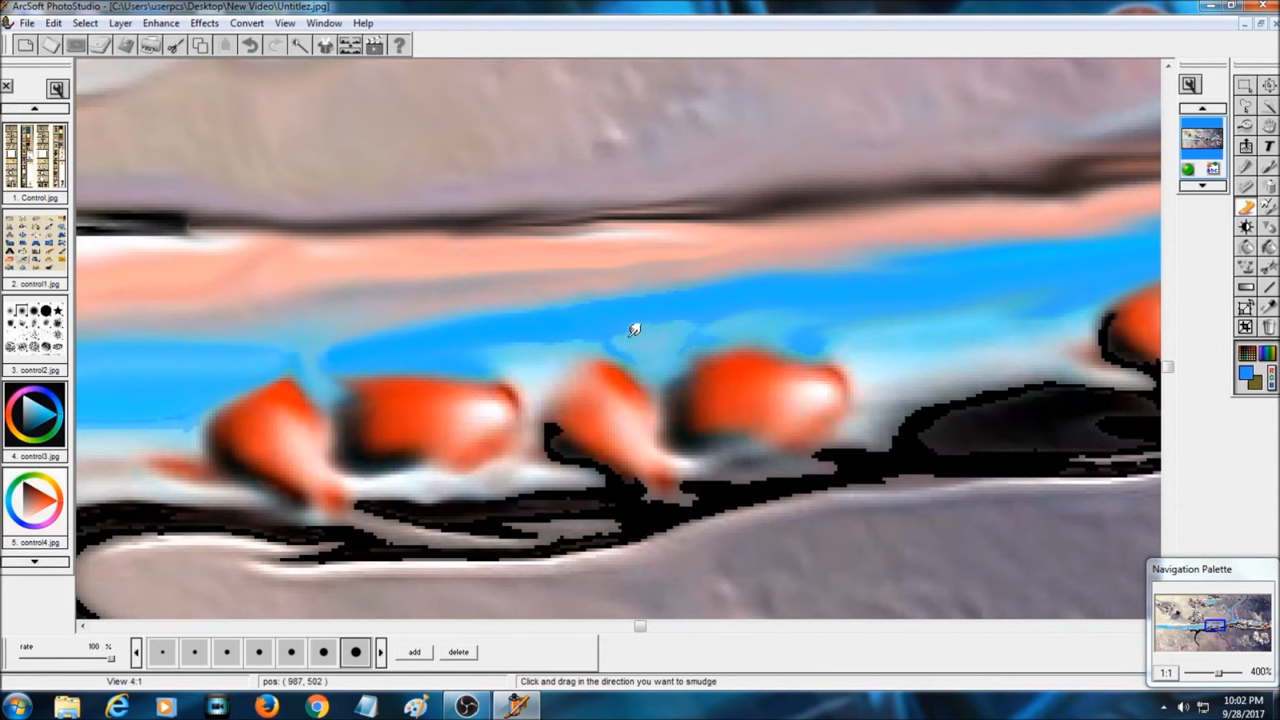 ArcSoft PhotoStudio - [C:\Users\userpcs\Desktop\New Video\Untitlez.jpg]
File Edit Select Layer Enhance Effects Convert View Window Help
1. Control.jpg
2. control1.jpg
3. control2.jpg
4. control3.jpg
5. control4.jpg
Navigation Palette
1:1 400%
rate 100 % add delete
View 4:1 pos: ( 987, 502 ) Click and drag in the direction you want to smudge
10:02 PM
9/28/2017